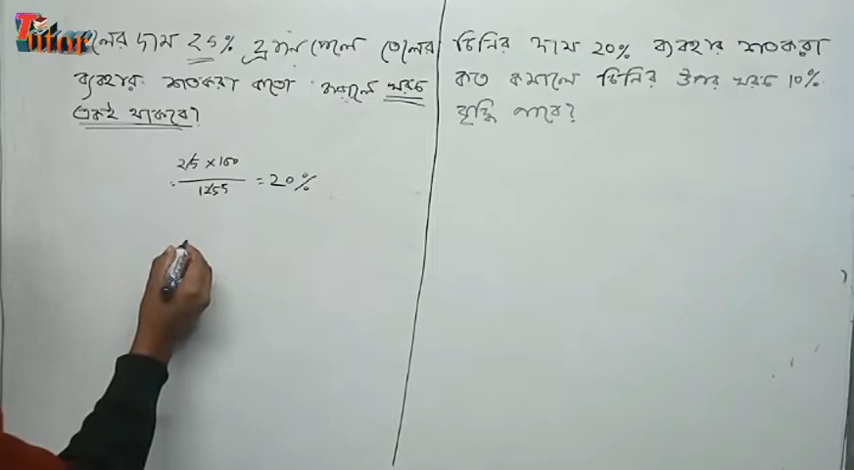 Tutor
তেলের দাম 25% বৃদ্ধি পেলে তেলের
ব্যবহার শতকরা কতো কমালে খরচ
একই থাকবে?
25 × 100
125
= 20%
চিনির দাম 20% ব্যবহার শতকরা
কত কমালে চিনির উপর খরচ 10%
বৃদ্ধি পাবে?